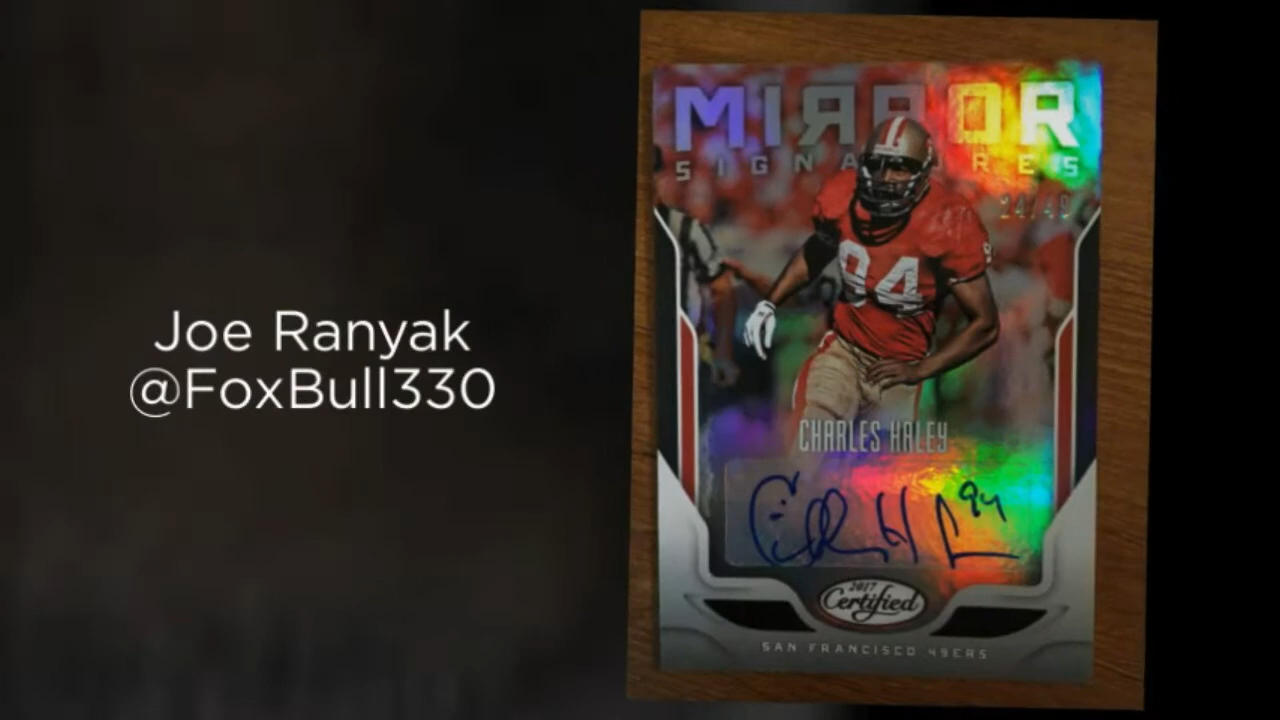 Joe Ranyak
@FoxBull330
MIRROR
SIGNATURES
24/49
94
CHARLES HALEY
94
2017
Certified
SAN FRANCISCO 49ERS